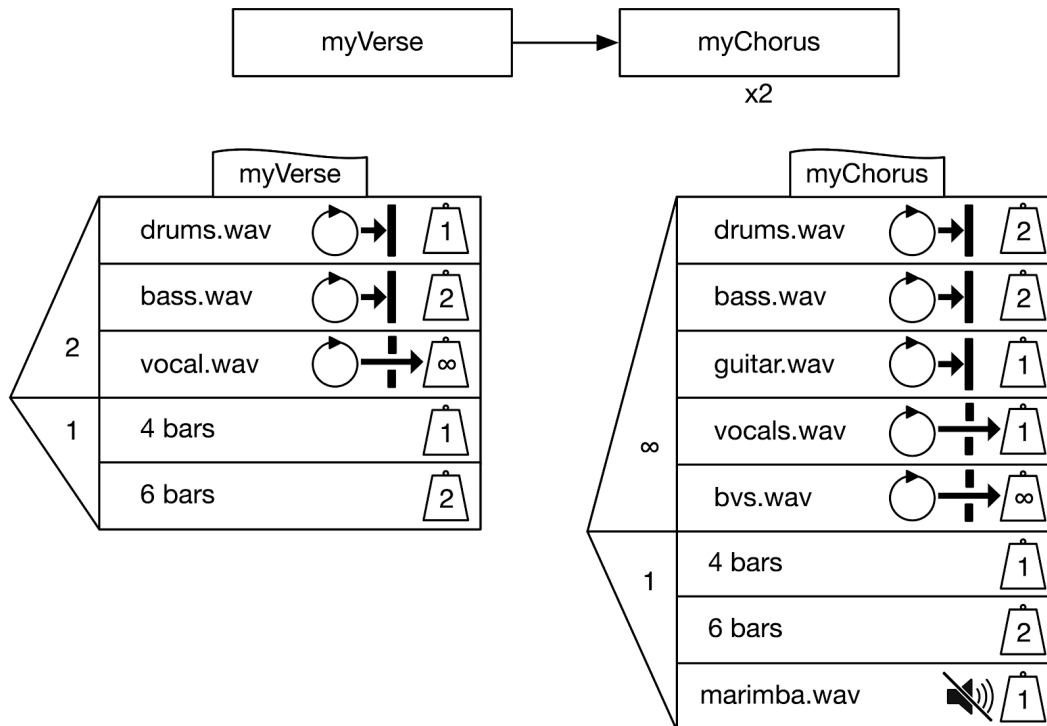 myVerse
myChorus
x2
myVerse
drums.wav 1
bass.wav 2
vocal.wav ∞
4 bars 1
6 bars 2
2
1
myChorus
drums.wav 2
bass.wav 2
guitar.wav 1
vocals.wav 1
bvs.wav ∞
4 bars 1
6 bars 2
marimba.wav 1
∞
1